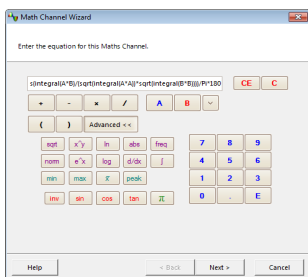 Math Channel Wizard
Enter the equation for this Maths Channel.
s(integral(A*B)/(sqrt(integral(A*A))*sqrt(integral(B*B))))/Pi*180 CE C
+ - × / A B
( ) Advanced <<
sqrt x^y ln abs freq 7 8 9
norm e^x log d/dx ∫ 4 5 6
min max x̄ peak 1 2 3
inv sin cos tan π 0 . E
Help < Back Next > Cancel